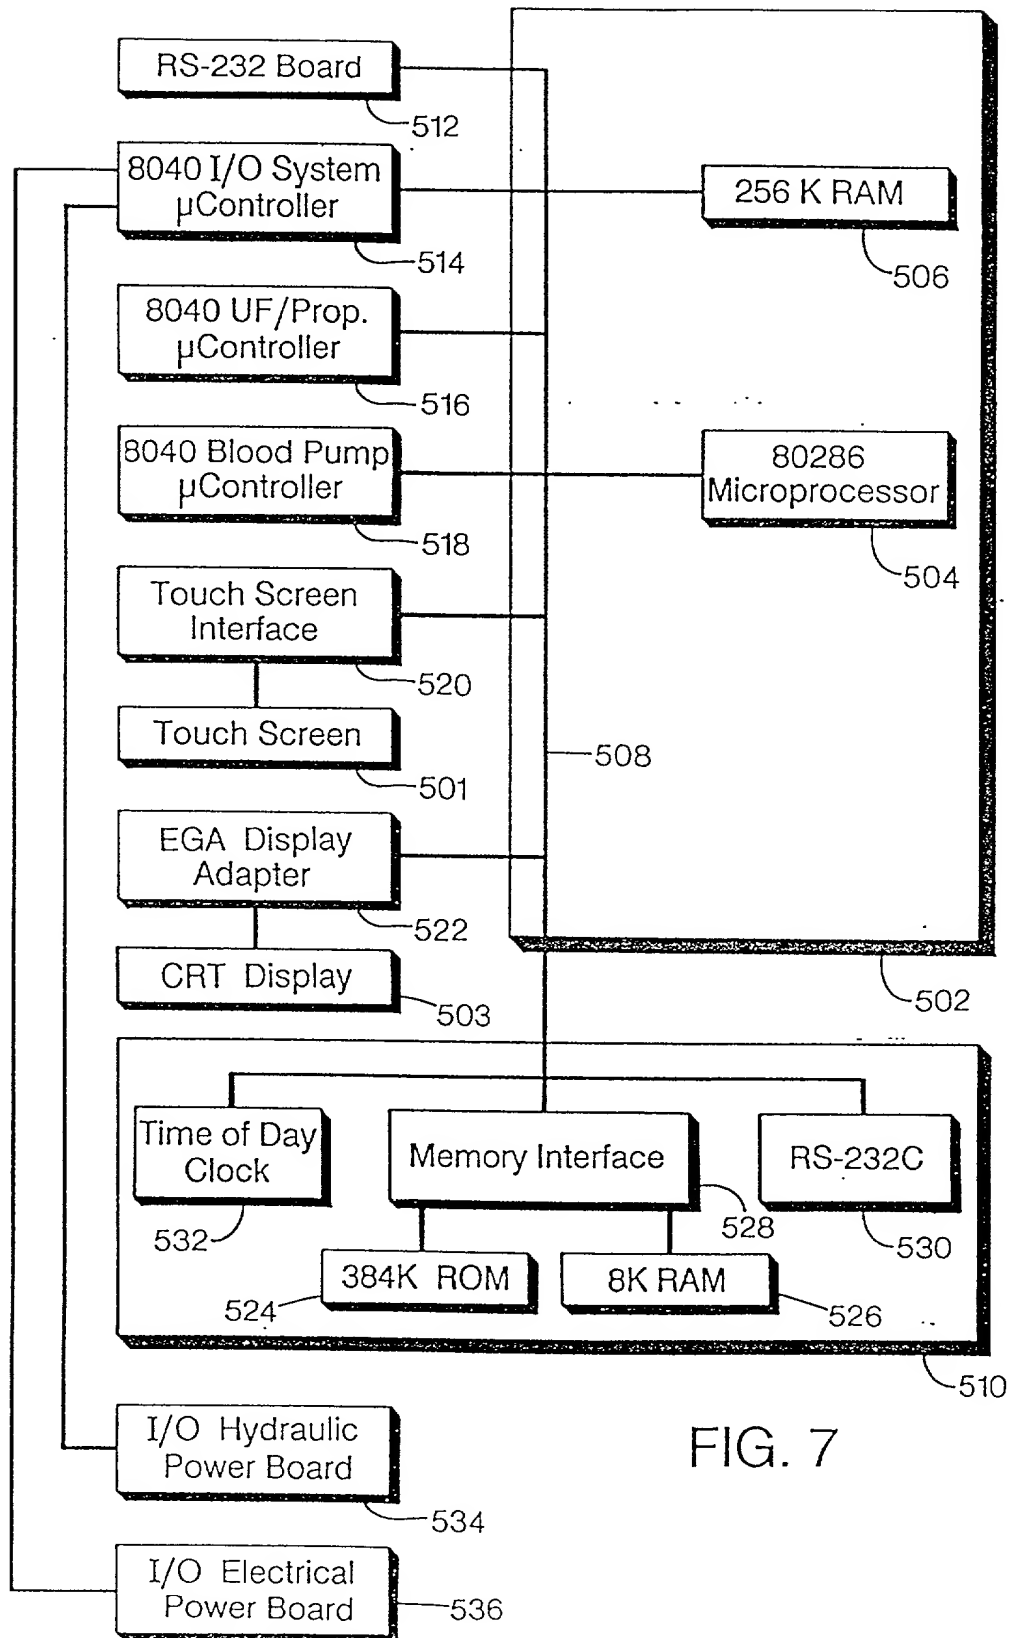 RS-232 Board
512
8040 I/O System
µController
514
256 K RAM
506
8040 UF/Prop.
µController
516
8040 Blood Pump
µController
518
80286
Microprocessor
504
Touch Screen
Interface
520
Touch Screen
501
508
EGA Display
Adapter
522
CRT Display
503
502
Time of Day
Clock
532
Memory Interface
528
RS-232C
530
384K ROM
524
8K RAM
526
510
I/O Hydraulic
Power Board
534
FIG. 7
I/O Electrical
Power Board
536